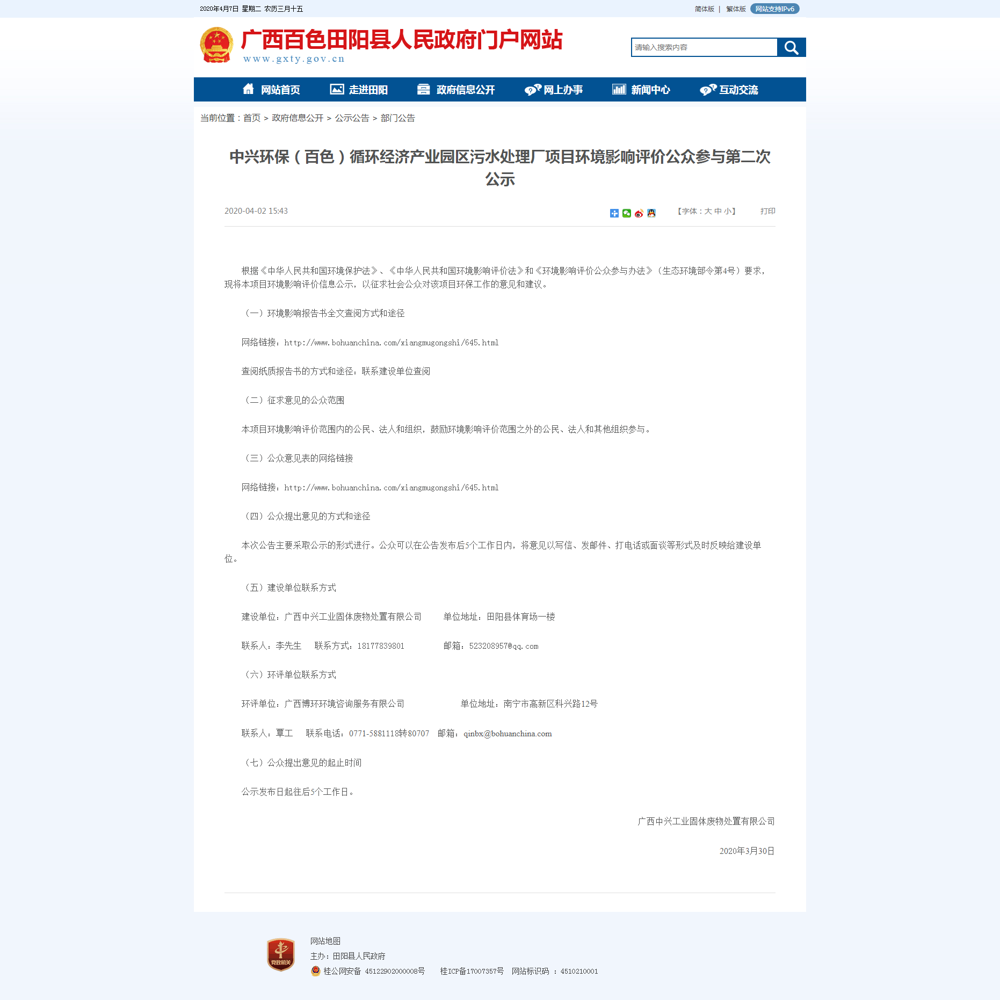 2020年4月7日 星期二 农历三月十五
简体版 | 繁体版 网站支持IPv6
广西百色田阳县人民政府门户网站
www.gxty.gov.cn
请输入搜索内容
网站首页 走进田阳 政府信息公开 网上办事 新闻中心 互动交流
当前位置：首页 > 政府信息公开 > 公示公告 > 部门公告
中兴环保（百色）循环经济产业园区污水处理厂项目环境影响评价公众参与第二次
公示
2020-04-02 15:43
【字体：大 中 小】 打印
根据《中华人民共和国环境保护法》、《中华人民共和国环境影响评价法》和《环境影响评价公众参与办法》（生态环境部令第4号）要求，
现将本项目环境影响评价信息公示，以征求社会公众对该项目环保工作的意见和建议。
（一）环境影响报告书全文查阅方式和途径
网络链接：http://www.bohuanchina.com/xiangmugongshi/645.html
查阅纸质报告书的方式和途径：联系建设单位查阅
（二）征求意见的公众范围
本项目环境影响评价范围内的公民、法人和组织，鼓励环境影响评价范围之外的公民、法人和其他组织参与。
（三）公众意见表的网络链接
网络链接：http://www.bohuanchina.com/xiangmugongshi/645.html
（四）公众提出意见的方式和途径
本次公告主要采取公示的形式进行。公众可以在公告发布后5个工作日内，将意见以写信、发邮件、打电话或面谈等形式及时反映给建设单
位。
（五）建设单位联系方式
建设单位：广西中兴工业固体废物处置有限公司 单位地址：田阳县体育场一楼
联系人：李先生 联系方式：18177839801 邮箱：523208957@qq.com
（六）环评单位联系方式
环评单位：广西博环环境咨询服务有限公司 单位地址：南宁市高新区科兴路12号
联系人：覃工 联系电话：0771-5881118转80707 邮箱：qinbx@bohuanchina.com
（七）公众提出意见的起止时间
公示发布日起往后5个工作日。
广西中兴工业固体废物处置有限公司
2020年3月30日
党政机关
网站地图
主办：田阳县人民政府
桂公网安备 45122902000008号 桂ICP备17007357号 网站标识码 ：4510210001